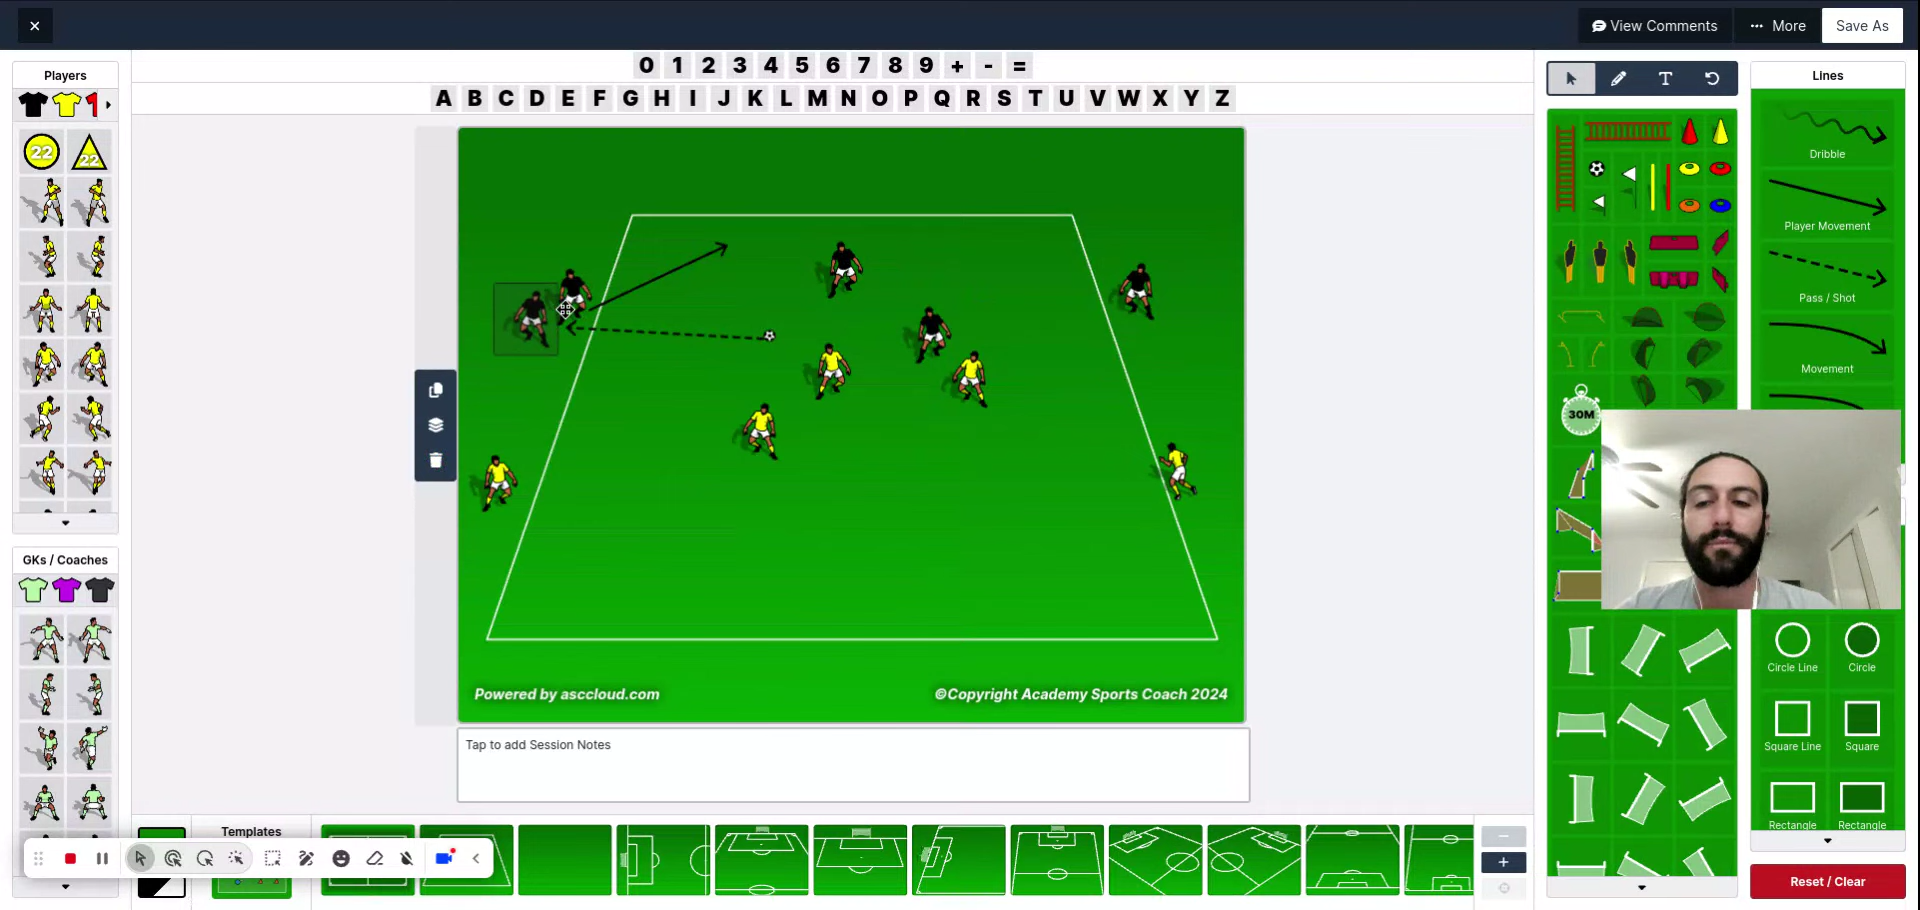 View Comments
More
Save As
0 1 2 3 4 5 6 7 8 9 + - =
A B C D E F G H I J K L M N O P Q R S T U V W X Y Z
Players
22
22
GKs / Coaches
Powered by asccloud.com
©Copyright Academy Sports Coach 2024
Tap to add Session Notes
Templates
30M
Lines
Dribble
Player Movement
Pass / Shot
Movement
Circle Line
Circle
Square Line
Square
Rectangle
Rectangle
Reset / Clear